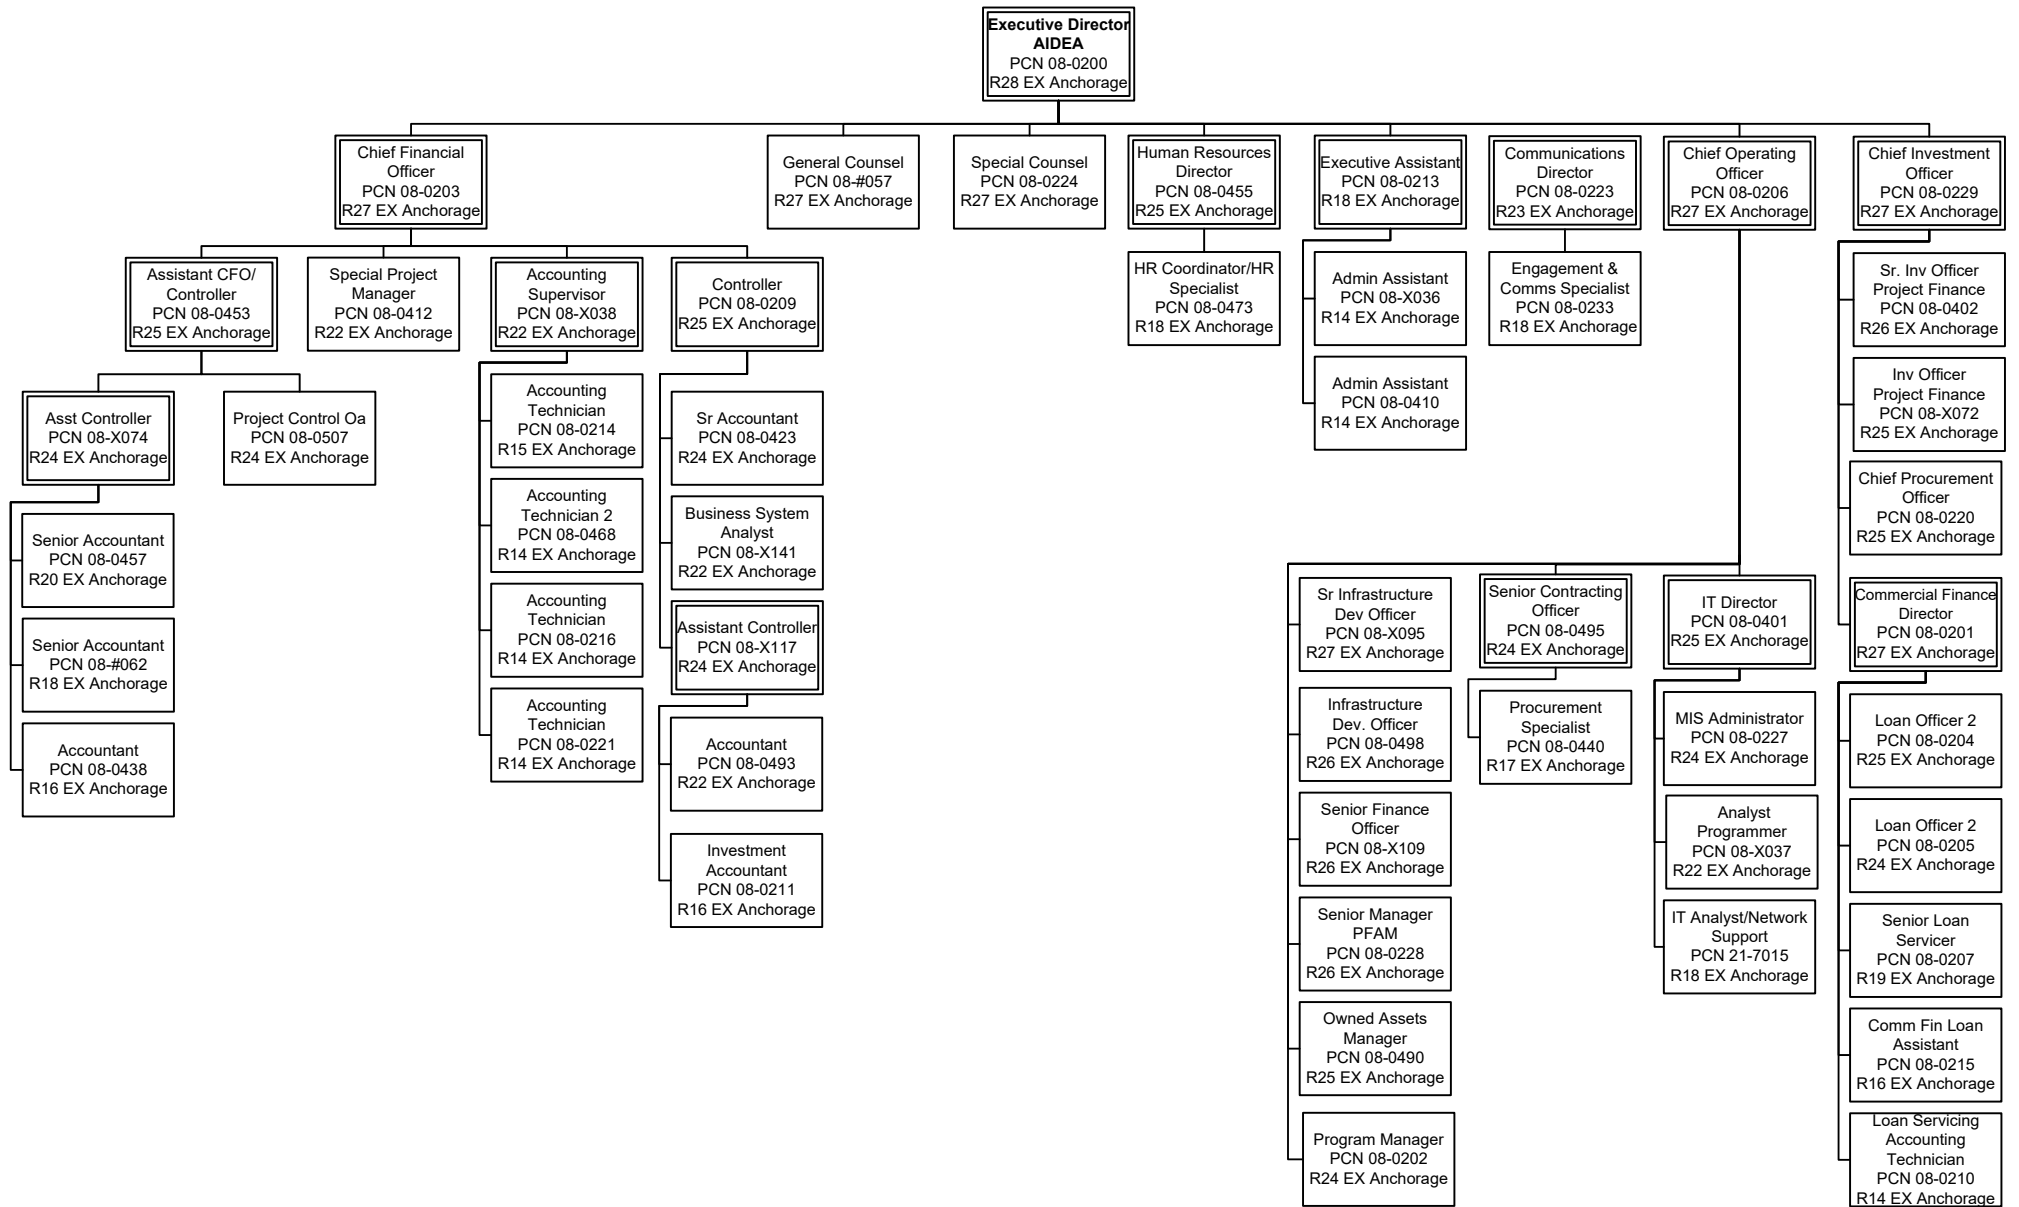 Executive Director
AIDEA
PCN 08-0200
R28 EX Anchorage
Chief Financial
Officer
PCN 08-0203
R27 EX Anchorage
General Counsel
PCN 08-#057
R27 EX Anchorage
Special Counsel
PCN 08-0224
R27 EX Anchorage
Human Resources
Director
PCN 08-0455
R25 EX Anchorage
Executive Assistant
PCN 08-0213
R18 EX Anchorage
Communications
Director
PCN 08-0223
R23 EX Anchorage
Chief Operating
Officer
PCN 08-0206
R27 EX Anchorage
Chief Investment
Officer
PCN 08-0229
R27 EX Anchorage
Assistant CFO/
Controller
PCN 08-0453
R25 EX Anchorage
Special Project
Manager
PCN 08-0412
R22 EX Anchorage
Accounting
Supervisor
PCN 08-X038
R22 EX Anchorage
Controller
PCN 08-0209
R25 EX Anchorage
HR Coordinator/HR
Specialist
PCN 08-0473
R18 EX Anchorage
Admin Assistant
PCN 08-X036
R14 EX Anchorage
Admin Assistant
PCN 08-0410
R14 EX Anchorage
Engagement &
Comms Specialist
PCN 08-0233
R18 EX Anchorage
Sr. Inv Officer
Project Finance
PCN 08-0402
R26 EX Anchorage
Inv Officer
Project Finance
PCN 08-X072
R25 EX Anchorage
Chief Procurement
Officer
PCN 08-0220
R25 EX Anchorage
Asst Controller
PCN 08-X074
R24 EX Anchorage
Project Control Oa
PCN 08-0507
R24 EX Anchorage
Senior Accountant
PCN 08-0457
R20 EX Anchorage
Senior Accountant
PCN 08-#062
R18 EX Anchorage
Accountant
PCN 08-0438
R16 EX Anchorage
Accounting
Technician
PCN 08-0214
R15 EX Anchorage
Accounting
Technician 2
PCN 08-0468
R14 EX Anchorage
Accounting
Technician
PCN 08-0216
R14 EX Anchorage
Accounting
Technician
PCN 08-0221
R14 EX Anchorage
Sr Accountant
PCN 08-0423
R24 EX Anchorage
Business System
Analyst
PCN 08-X141
R22 EX Anchorage
Assistant Controller
PCN 08-X117
R24 EX Anchorage
Accountant
PCN 08-0493
R22 EX Anchorage
Investment
Accountant
PCN 08-0211
R16 EX Anchorage
Sr Infrastructure
Dev Officer
PCN 08-X095
R27 EX Anchorage
Infrastructure
Dev. Officer
PCN 08-0498
R26 EX Anchorage
Senior Finance
Officer
PCN 08-X109
R26 EX Anchorage
Senior Manager
PFAM
PCN 08-0228
R26 EX Anchorage
Owned Assets
Manager
PCN 08-0490
R25 EX Anchorage
Program Manager
PCN 08-0202
R24 EX Anchorage
Senior Contracting
Officer
PCN 08-0495
R24 EX Anchorage
Procurement
Specialist
PCN 08-0440
R17 EX Anchorage
IT Director
PCN 08-0401
R25 EX Anchorage
MIS Administrator
PCN 08-0227
R24 EX Anchorage
Analyst
Programmer
PCN 08-X037
R22 EX Anchorage
IT Analyst/Network
Support
PCN 21-7015
R18 EX Anchorage
Commercial Finance
Director
PCN 08-0201
R27 EX Anchorage
Loan Officer 2
PCN 08-0204
R25 EX Anchorage
Loan Officer 2
PCN 08-0205
R24 EX Anchorage
Senior Loan
Servicer
PCN 08-0207
R19 EX Anchorage
Comm Fin Loan
Assistant
PCN 08-0215
R16 EX Anchorage
Loan Servicing
Accounting
Technician
PCN 08-0210
R14 EX Anchorage